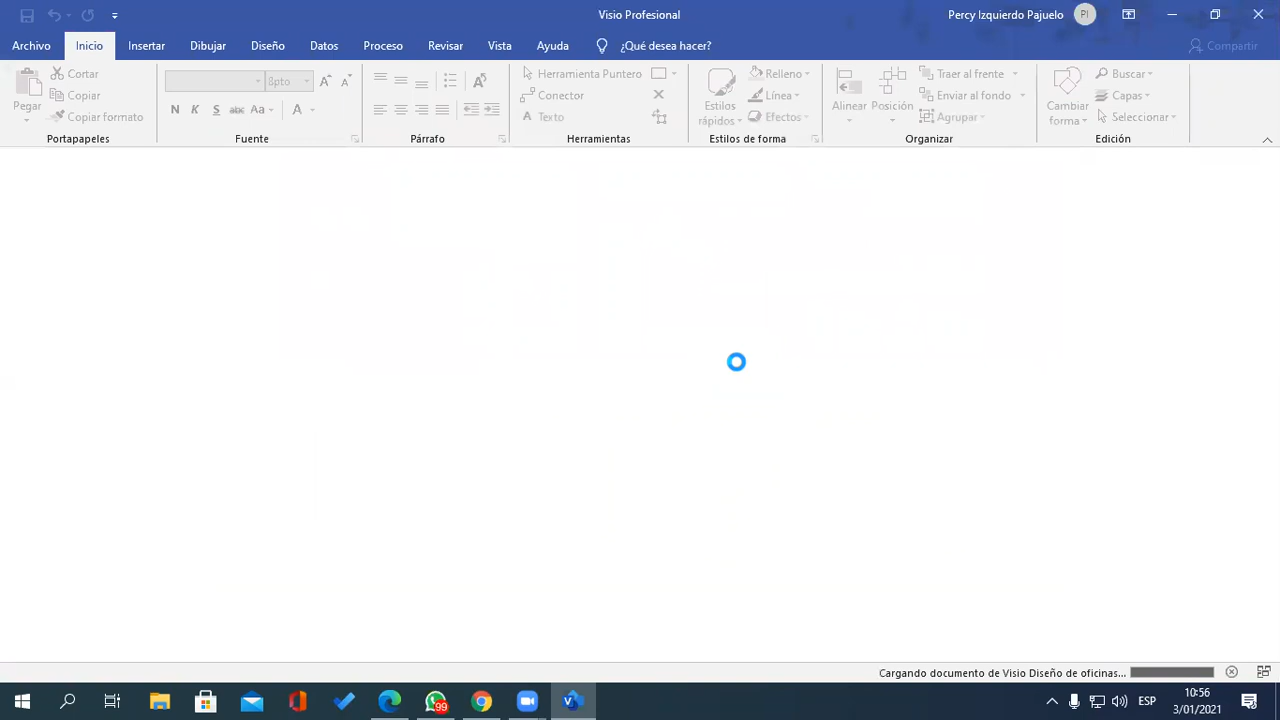 Visio Profesional
Percy Izquierdo Pajuelo
PI
Archivo Inicio Insertar Dibujar Diseño Datos Proceso Revisar Vista Ayuda ¿Qué desea hacer? Compartir
Pegar
Cortar
Copiar
Copiar formato
Portapapeles
8pto
N K S abc Aa A
Fuente
Párrafo
Herramienta Puntero
Conector
Texto
Herramientas
Estilos rápidos
Relleno
Línea
Efectos
Estilos de forma
Alinear
Posición
Traer al frente
Enviar al fondo
Agrupar
Organizar
Cambiar forma
Buscar
Capas
Seleccionar
Edición
Cargando documento de Visio Diseño de oficinas...
99
ESP
10:56
3/01/2021